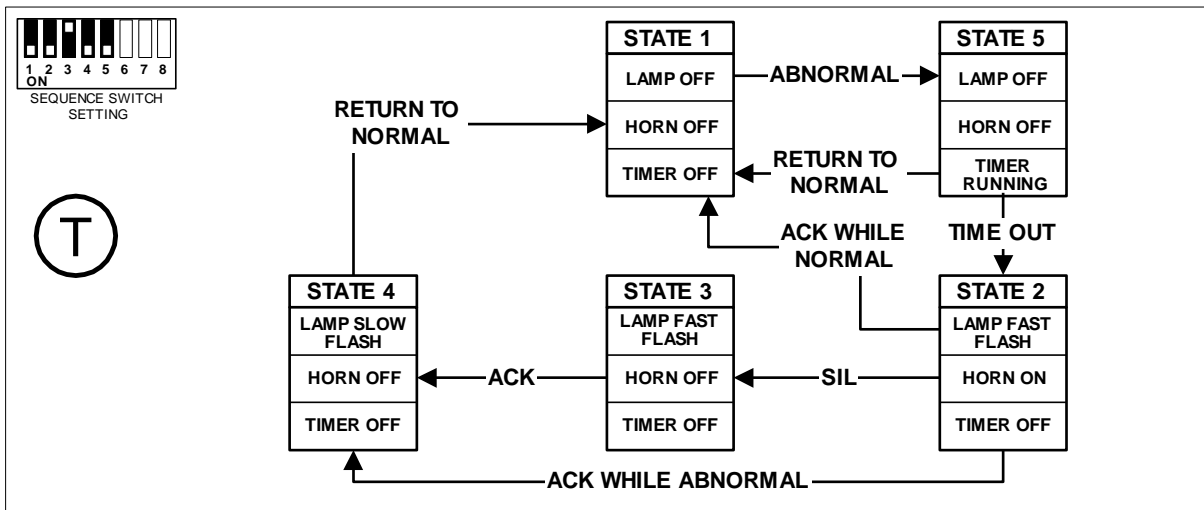 1 2 3 4 5 6 7 8
ON
SEQUENCE SWITCH
SETTING
T
STATE 1
LAMP OFF
HORN OFF
TIMER OFF
ABNORMAL
STATE 5
LAMP OFF
HORN OFF
TIMER
RUNNING
RETURN TO
NORMAL
RETURN TO
NORMAL
ACK WHILE
NORMAL
TIME OUT
STATE 4
LAMP SLOW
FLASH
HORN OFF
TIMER OFF
ACK
STATE 3
LAMP FAST
FLASH
HORN OFF
TIMER OFF
SIL
STATE 2
LAMP FAST
FLASH
HORN ON
TIMER OFF
ACK WHILE ABNORMAL